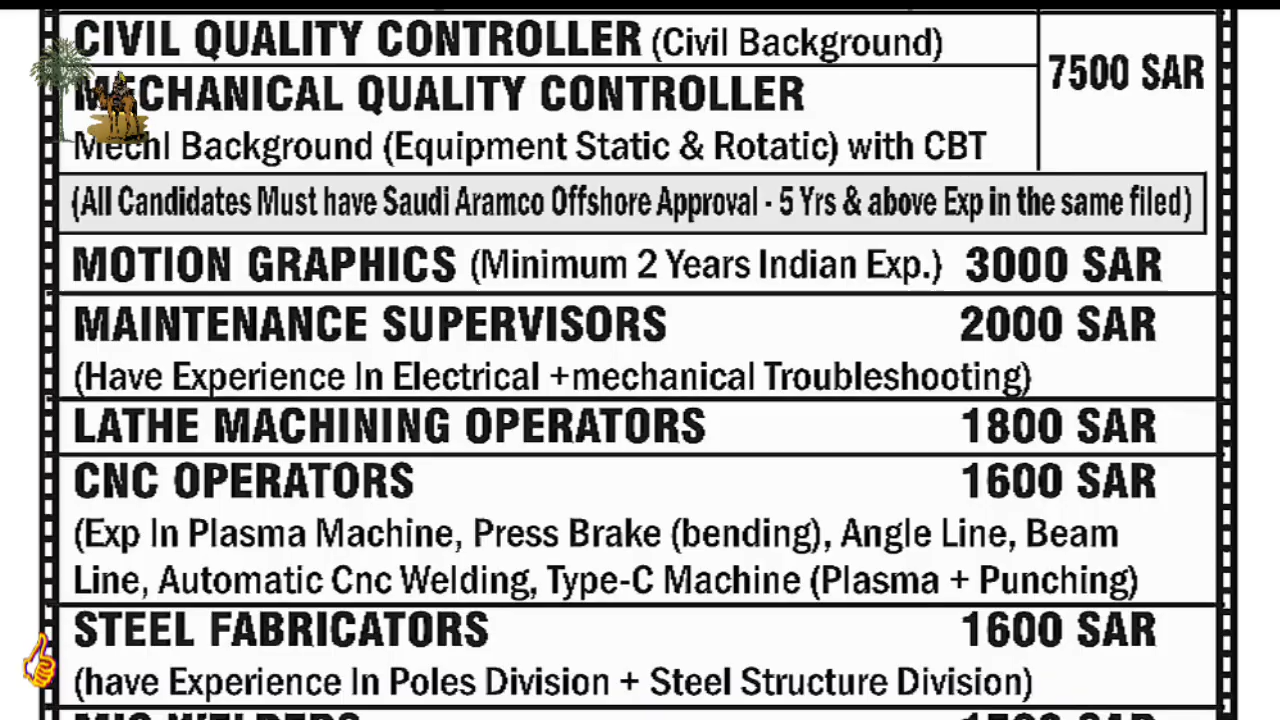 CIVIL QUALITY CONTROLLER (Civil Background)
7500 SAR
MECHANICAL QUALITY CONTROLLER
Mechl Background (Equipment Static & Rotatic) with CBT
(All Candidates Must have Saudi Aramco Offshore Approval - 5 Yrs & above Exp in the same filed)
MOTION GRAPHICS (Minimum 2 Years Indian Exp.) 3000 SAR
MAINTENANCE SUPERVISORS 2000 SAR
(Have Experience In Electrical +mechanical Troubleshooting)
LATHE MACHINING OPERATORS 1800 SAR
CNC OPERATORS 1600 SAR
(Exp In Plasma Machine, Press Brake (bending), Angle Line, Beam
Line, Automatic Cnc Welding, Type-C Machine (Plasma + Punching)
STEEL FABRICATORS 1600 SAR
(have Experience In Poles Division + Steel Structure Division)